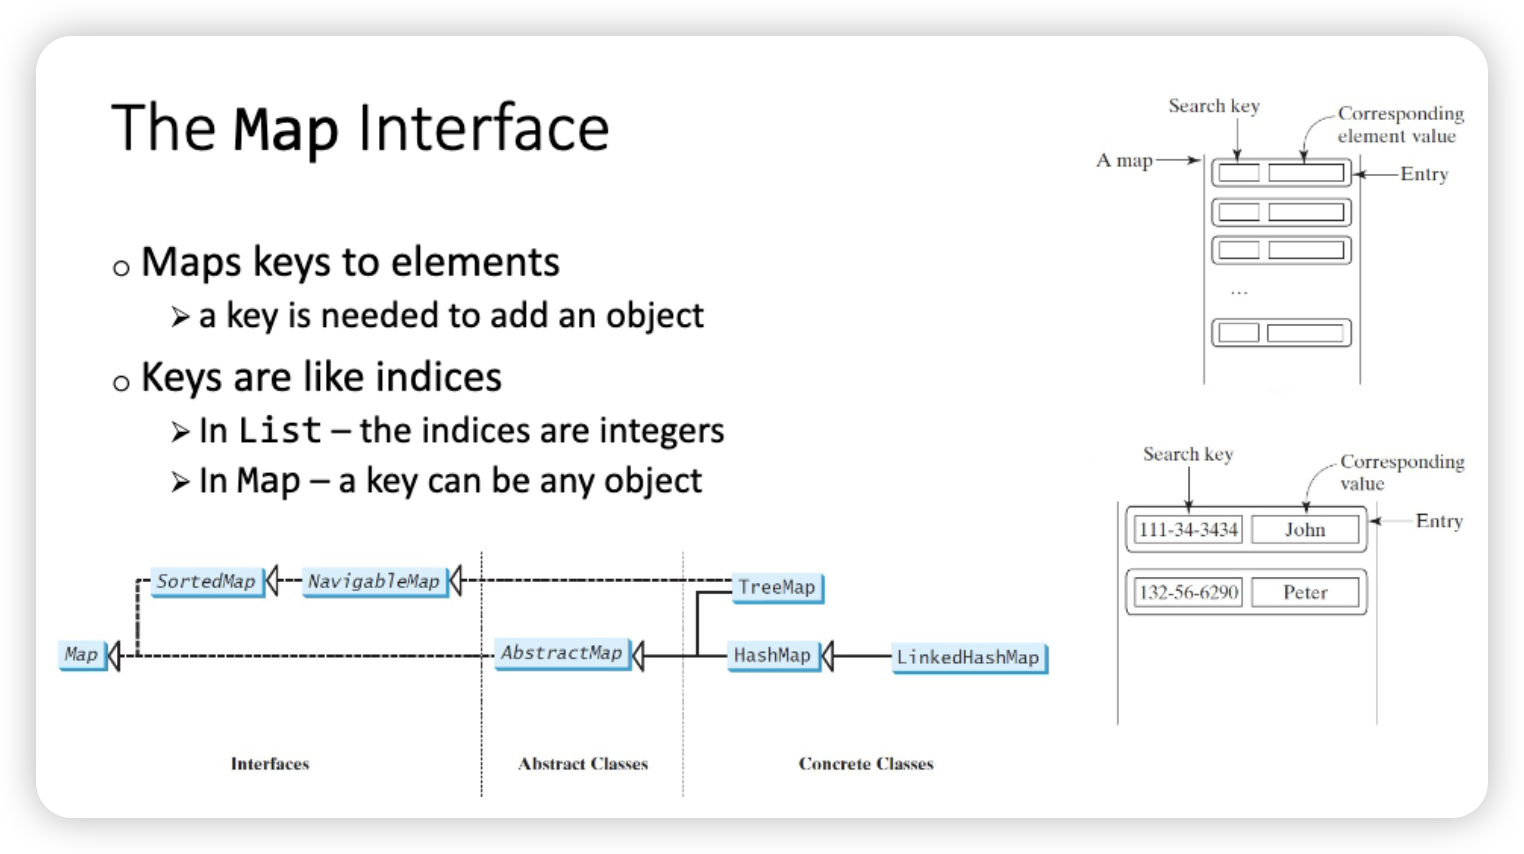 The Map Interface
Maps keys to elements
a key is needed to add an object
Keys are like indices
In List – the indices are integers
In Map – a key can be any object
Search key
Corresponding
element value
A map
Entry
...
Search key
Corresponding
value
Entry
111-34-3434 John
132-56-6290 Peter
SortedMap NavigableMap TreeMap
Map AbstractMap HashMap LinkedHashMap
Interfaces Abstract Classes Concrete Classes